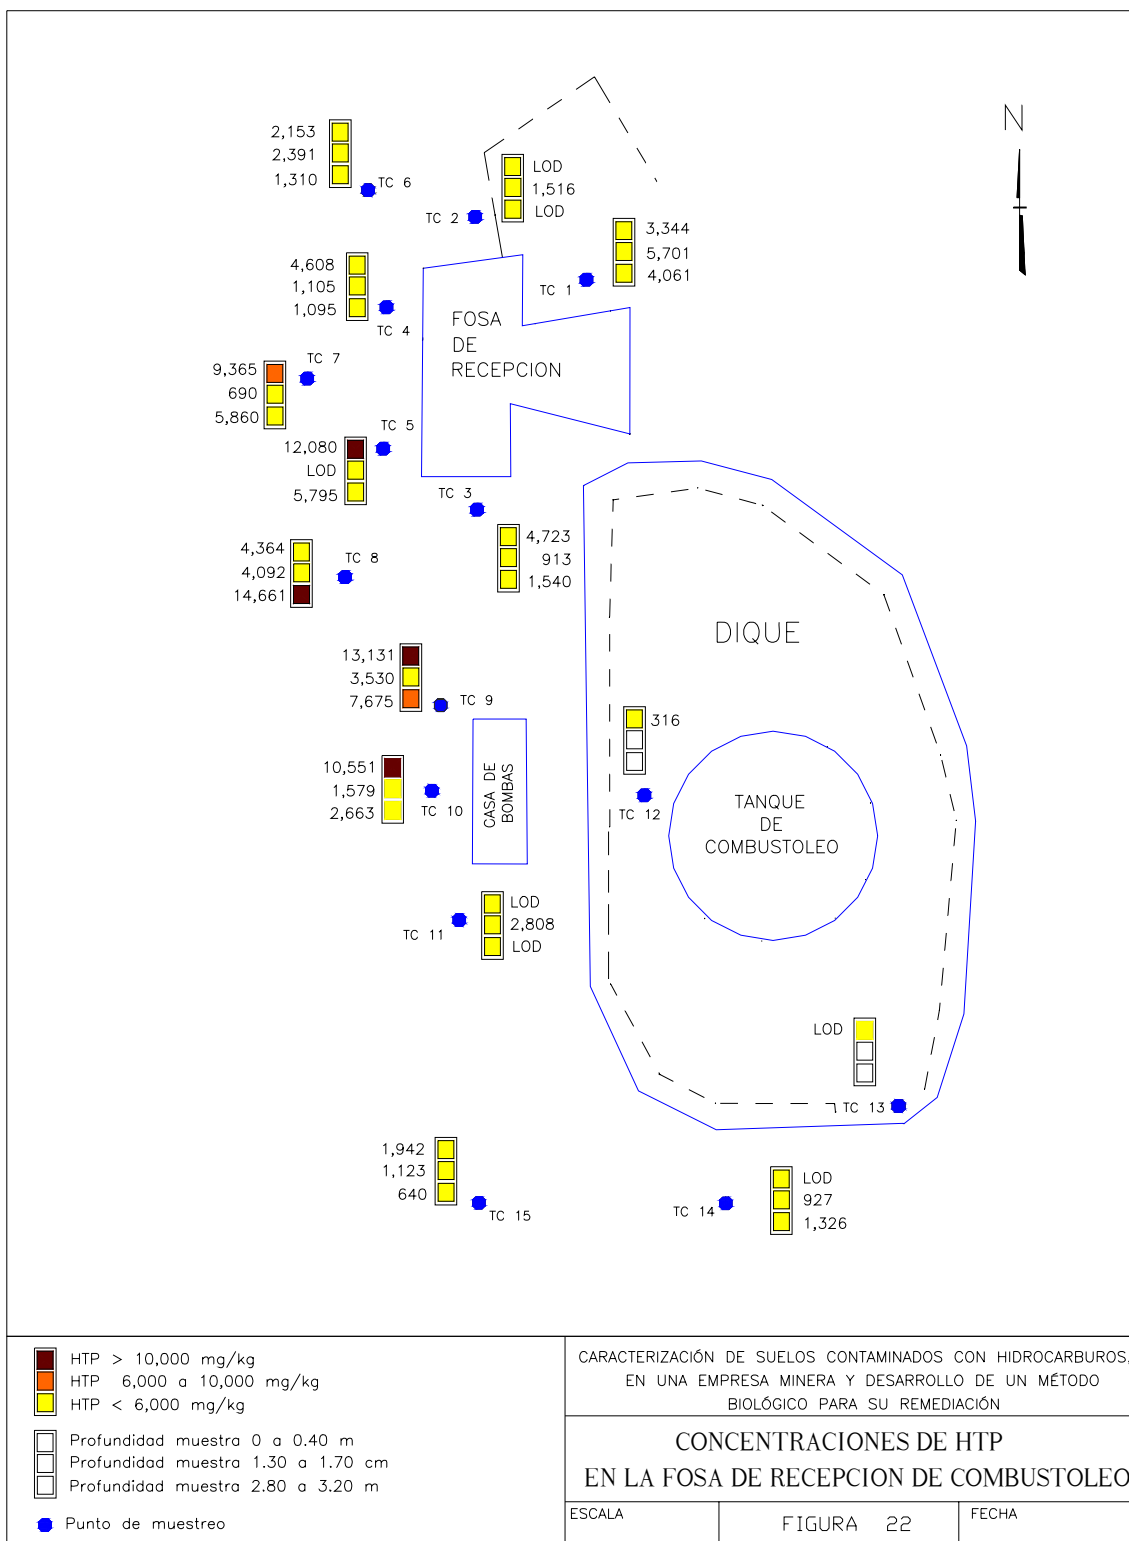 N
2,153
2,391
1,310
TC 6
LOD
1,516
LOD
TC 2
3,344
5,701
4,061
TC 1
4,608
1,105
1,095
TC 4
FOSA
DE
RECEPCION
9,365
690
5,860
TC 7
12,080
LOD
5,795
TC 5
TC 3
4,723
913
1,540
4,364
4,092
14,661
TC 8
DIQUE
13,131
3,530
7,675
TC 9
316
TC 12
10,551
1,579
2,663
TC 10
CASA DE
BOMBAS
TANQUE
DE
COMBUSTOLEO
LOD
2,808
LOD
TC 11
LOD
TC 13
1,942
1,123
640
TC 15
LOD
927
1,326
TC 14
HTP > 10,000 mg/kg
HTP 6,000 a 10,000 mg/kg
HTP < 6,000 mg/kg
Profundidad muestra 0 a 0.40 m
Profundidad muestra 1.30 a 1.70 cm
Profundidad muestra 2.80 a 3.20 m
Punto de muestreo
CARACTERIZACIÓN DE SUELOS CONTAMINADOS CON HIDROCARBUROS,
EN UNA EMPRESA MINERA Y DESARROLLO DE UN MÉTODO
BIOLÓGICO PARA SU REMEDIACIÓN
CONCENTRACIONES DE HTP
EN LA FOSA DE RECEPCION DE COMBUSTOLEO
ESCALA
FIGURA 22
FECHA